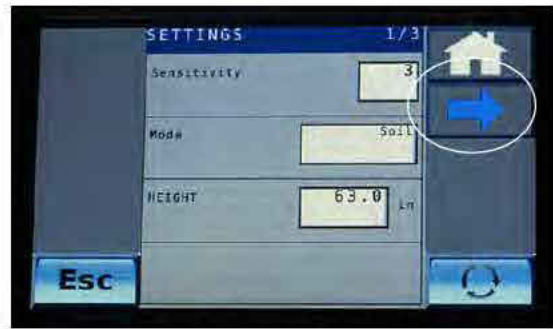 SETTINGS 1/3
Sensitivity 3
Mode Soil
HEIGHT 63.0 in
Esc